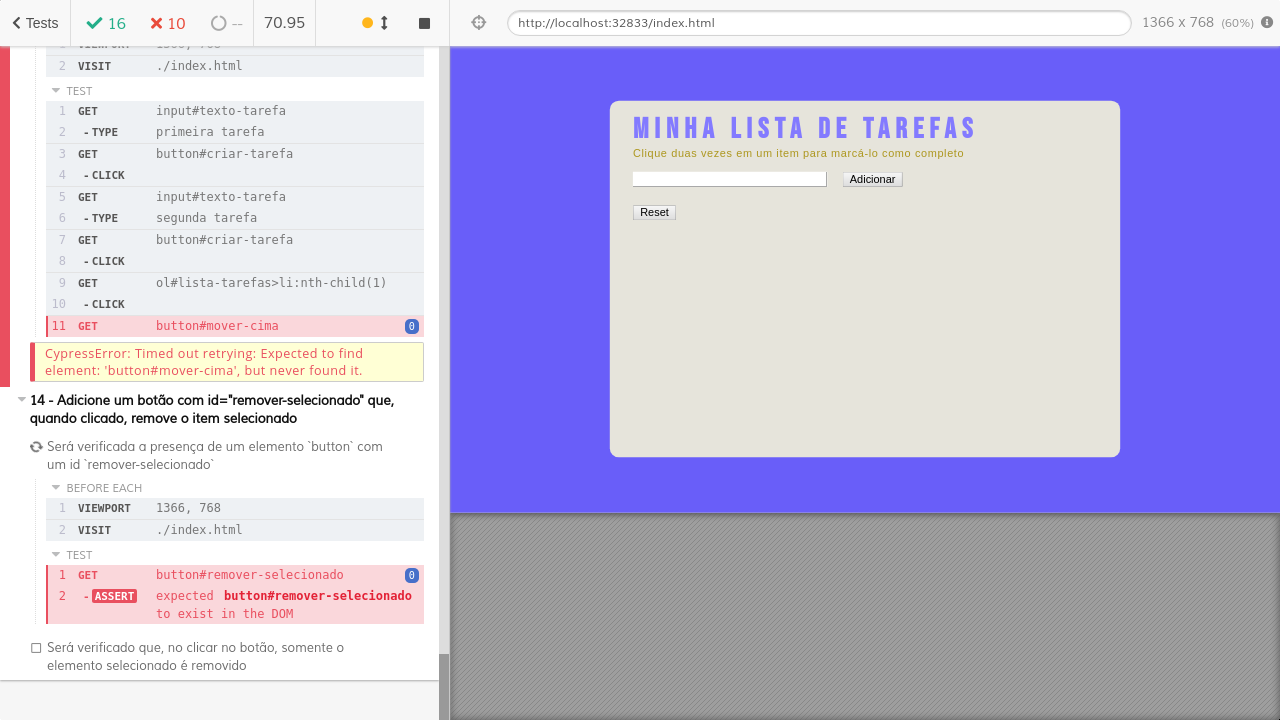 Tests 16 10 -- 70.95
http://localhost:32833/index.html 1366 x 768 (60%)
1 VIEWPORT 1366, 768
2 VISIT ./index.html
TEST
1 GET input#texto-tarefa
2 -TYPE primeira tarefa
3 GET button#criar-tarefa
4 -CLICK
5 GET input#texto-tarefa
6 -TYPE segunda tarefa
7 GET button#criar-tarefa
8 -CLICK
9 GET ol#lista-tarefas>li:nth-child(1)
10 -CLICK
11 GET button#mover-cima 0
CypressError: Timed out retrying: Expected to find
element: 'button#mover-cima', but never found it.
14 - Adicione um botão com id="remover-selecionado" que,
quando clicado, remove o item selecionado
Será verificada a presença de um elemento `button` com
um id `remover-selecionado`
BEFORE EACH
1 VIEWPORT 1366, 768
2 VISIT ./index.html
TEST
1 GET button#remover-selecionado 0
2 -ASSERT expected button#remover-selecionado
to exist in the DOM
Será verificado que, no clicar no botão, somente o
elemento selecionado é removido
MINHA LISTA DE TAREFAS
Clique duas vezes em um item para marcá-lo como completo
Adicionar
Reset